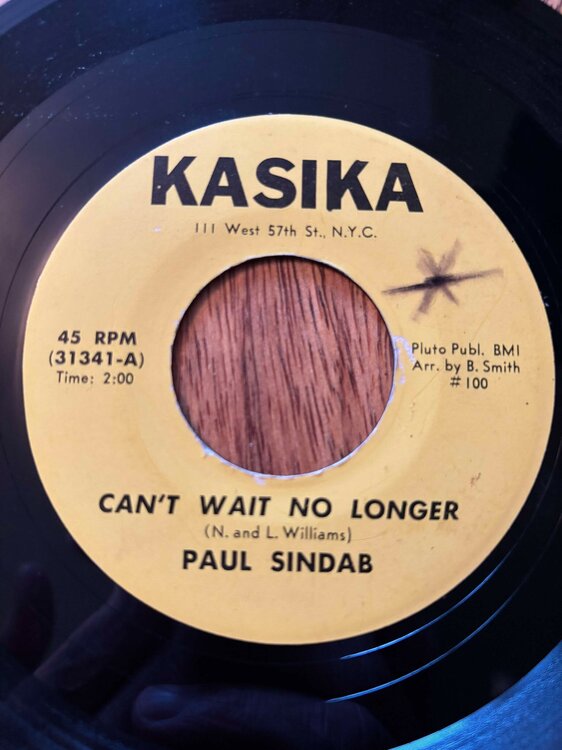 KASIKA
111 West 57th St., N.Y.C.
45 RPM
(31341-A)
Time: 2:00
Pluto Publ. BMI
Arr. by B. Smith
#100
CAN'T WAIT NO LONGER
(N. and L. Williams)
PAUL SINDAB